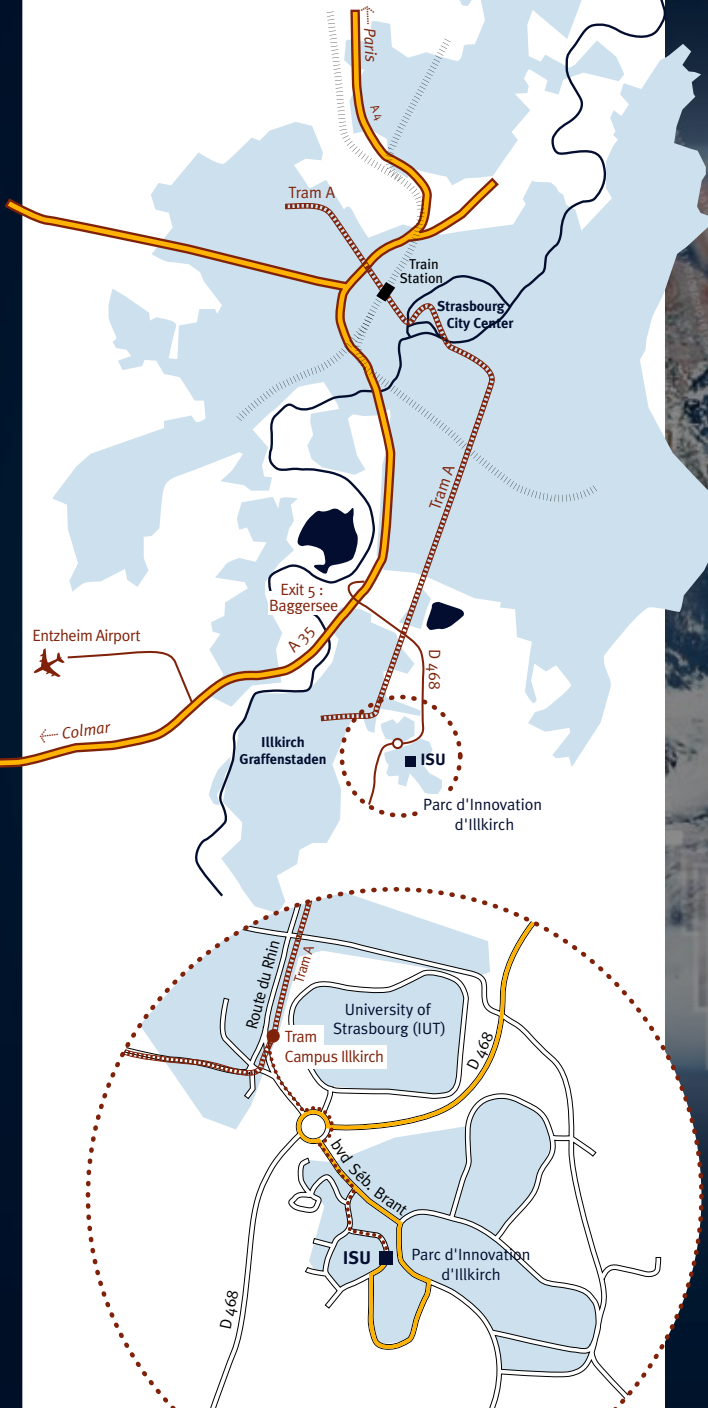 Paris
A 4
Tram A
Train
Station
Strasbourg
City Center
Tram A
Exit 5 :
Baggersee
A 35
Entzheim Airport
D 468
Colmar
Illkirch
Graffenstaden
ISU
Parc d'Innovation
d'Illkirch
Route du Rhin
Tram A
University of
Strasbourg (IUT)
Tram
Campus Illkirch
D 468
bvd Séb. Brant
ISU
Parc d'Innovation
d'Illkirch
D 468